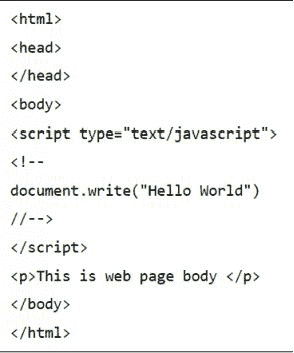 <html>
<head>
</head>
<body>
<script type="text/javascript">
<!--
document.write("Hello World")
//-->
</script>
<p>This is web page body </p>
</body>
</html>